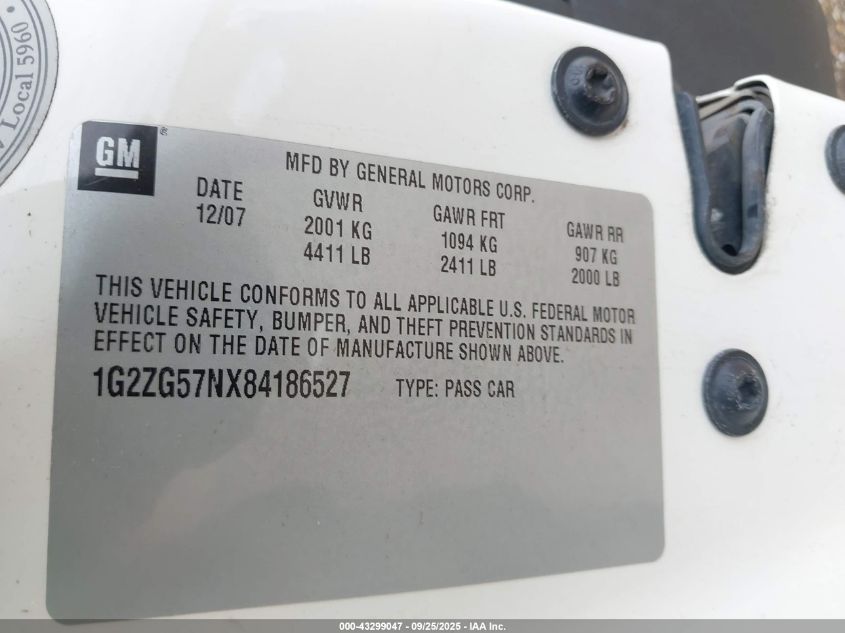 Local 5960
GM
MFD BY GENERAL MOTORS CORP.
DATE GVWR GAWR FRT GAWR RR
12/07 2001 KG 1094 KG 907 KG
4411 LB 2411 LB 2000 LB
THIS VEHICLE CONFORMS TO ALL APPLICABLE U.S. FEDERAL MOTOR
VEHICLE SAFETY, BUMPER, AND THEFT PREVENTION STANDARDS IN
EFFECT ON THE DATE OF MANUFACTURE SHOWN ABOVE.
1G2ZG57NX84186527 TYPE: PASS CAR
000-43299047 - 09/25/2025 - IAA Inc.